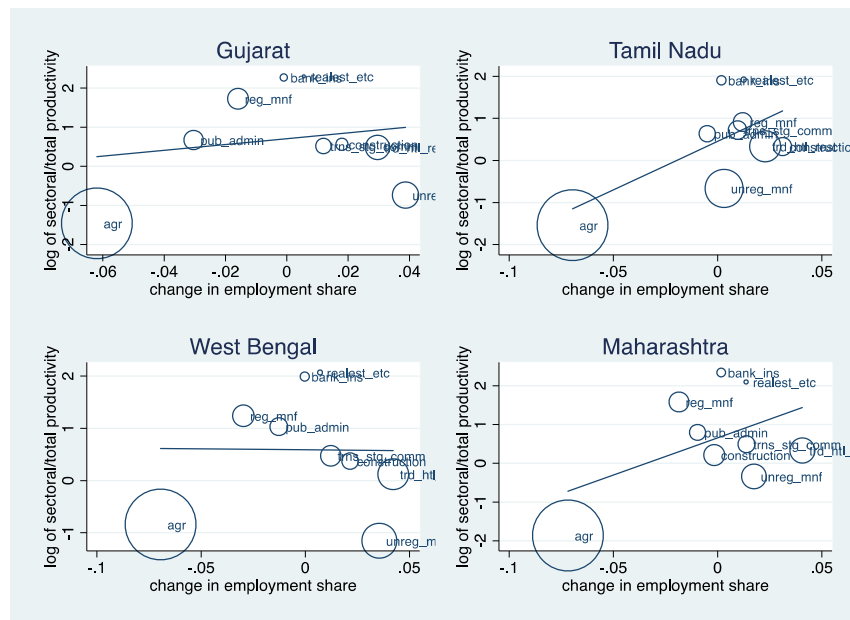 Gujarat
log of sectoral/total productivity
2
1
0
-1
-2
bank_ins
realest_etc
reg_mnf
pub_admin
construction
agr
-.06
-.04
-.02
0
.02
.04
change in employment share
Tamil Nadu
log of sectoral/total productivity
2
1
0
-1
-2
bank_ins
realest_etc
reg_mnf
trns_stg_comm
pub_admin
unreg_mnf
agr
-.1
-.05
0
.05
change in employment share
West Bengal
log of sectoral/total productivity
2
1
0
-1
realest_etc
bank_ins
reg_mnf
pub_admin
trns_stg_comm
construction
trd_htl
unreg_m
agr
-.1
-.05
0
.05
change in employment share
Maharashtra
log of sectoral/total productivity
2
1
0
-1
-2
bank_ins
realest_etc
reg_mnf
pub_admin
trns_stg_comm
construction
trd_htl
unreg_mnf
agr
-.1
-.05
0
.05
change in employment share